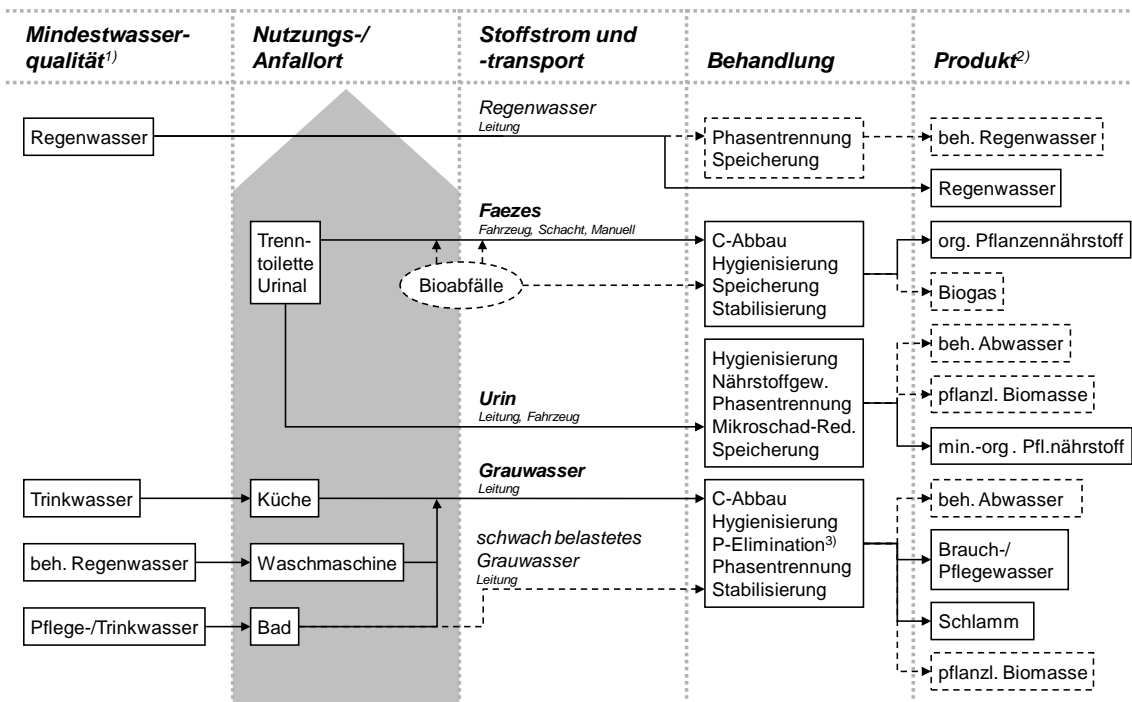 Mindestwasser-
qualität1)
Nutzungs-/
Anfallort
Stoffstrom und
-transport
Behandlung
Produkt2)
Regenwasser
Regenwasser
Leitung
Phasentrennung
Speicherung
beh. Regenwasser
Regenwasser
Trenn-
toilette
Urinal
Faezes
Fahrzeug, Schacht, Manuell
Bioabfälle
C-Abbau
Hygienisierung
Speicherung
Stabilisierung
org. Pflanzennährstoff
Biogas
Urin
Leitung, Fahrzeug
Hygienisierung
Nährstoffgew.
Phasentrennung
Mikroschad-Red.
Speicherung
beh. Abwasser
pflanzl. Biomasse
min.-org . Pfl.nährstoff
Trinkwasser
Küche
Grauwasser
Leitung
beh. Regenwasser
Waschmaschine
Pflege-/Trinkwasser
Bad
schwach belastetes
Grauwasser
Leitung
C-Abbau
Hygienisierung
P-Elimination3)
Phasentrennung
Stabilisierung
beh. Abwasser
Brauch-/
Pflegewasser
Schlamm
pflanzl. Biomasse